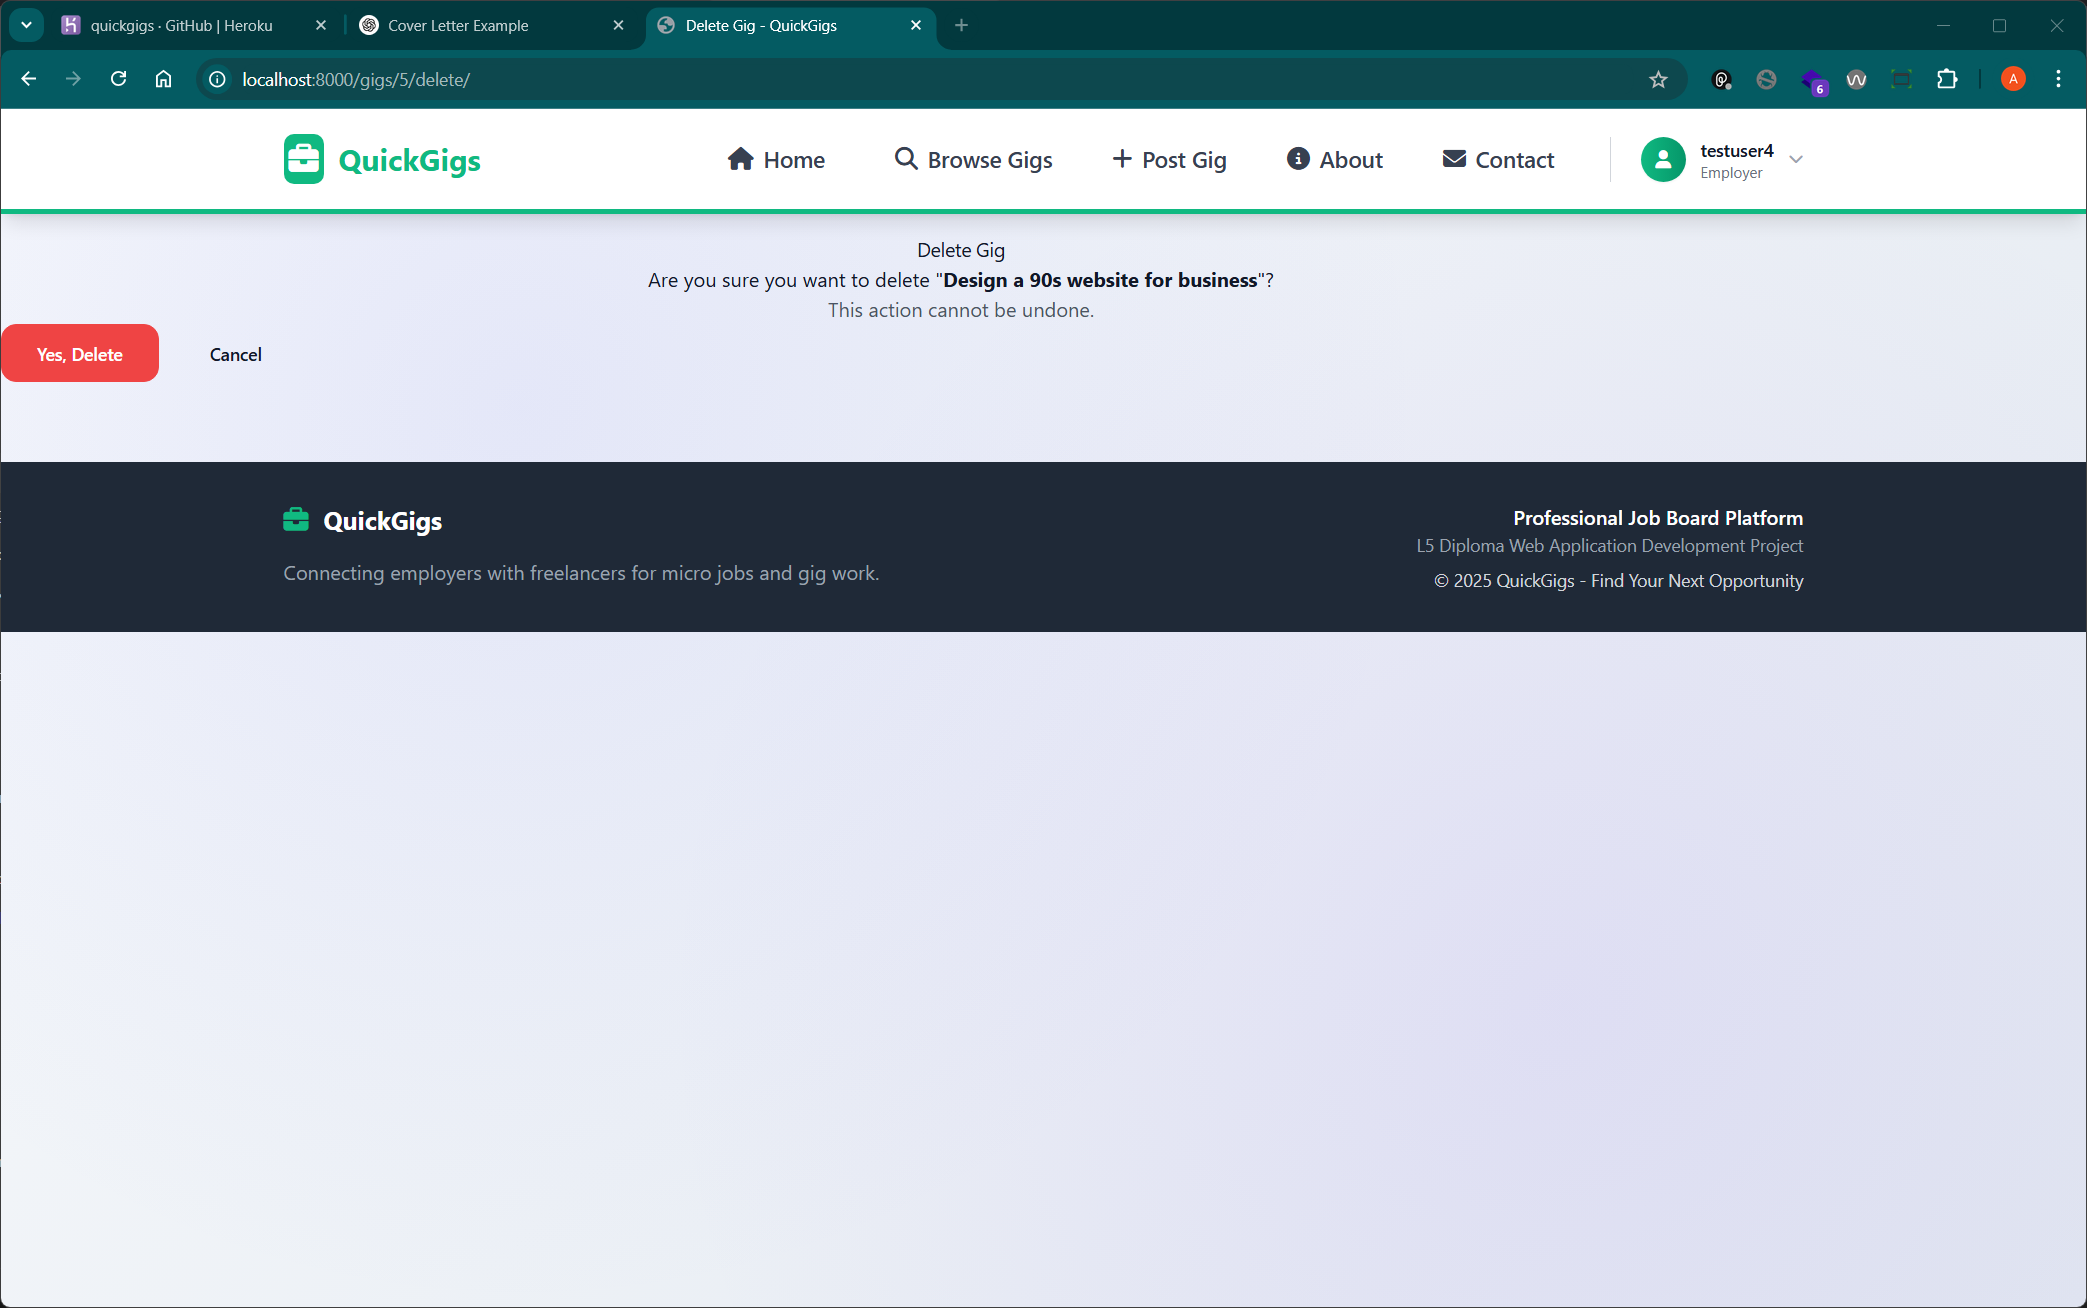 quickgigs · GitHub | Heroku
Cover Letter Example
Delete Gig - QuickGigs
localhost:8000/gigs/5/delete/
6
A
QuickGigs
Home
Browse Gigs
Post Gig
About
Contact
testuser4
Employer
Delete Gig
Are you sure you want to delete "Design a 90s website for business"?
This action cannot be undone.
Yes, Delete
Cancel
QuickGigs
Connecting employers with freelancers for micro jobs and gig work.
Professional Job Board Platform
L5 Diploma Web Application Development Project
© 2025 QuickGigs - Find Your Next Opportunity